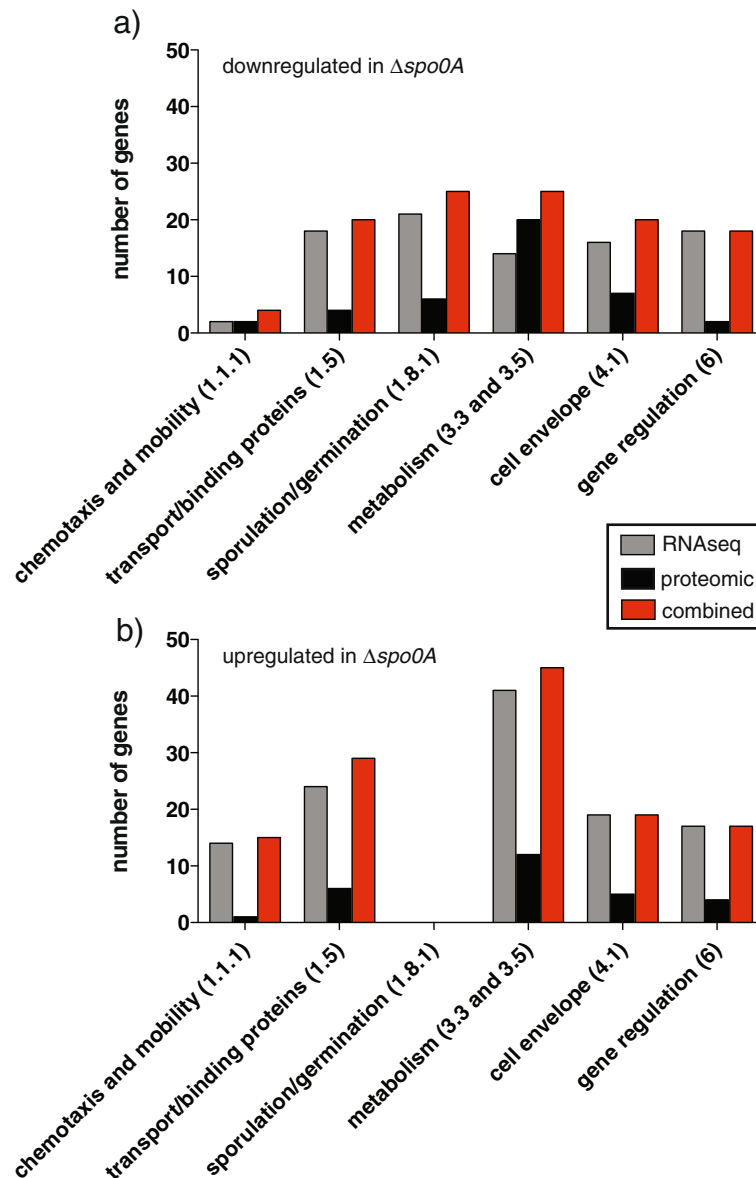 a)
50
40
30
20
10
0
number of genes
downregulated in Δspo0A
chemotaxis and mobility (1.1.1)
transport/binding proteins (1.5)
sporulation/germination (1.8.1)
metabolism (3.3 and 3.5)
cell envelope (4.1)
gene regulation (6)
RNAseq
proteomic
combined
b)
50
40
30
20
10
0
number of genes
upregulated in Δspo0A
chemotaxis and mobility (1.1.1)
transport/binding proteins (1.5)
sporulation/germination (1.8.1)
metabolism (3.3 and 3.5)
cell envelope (4.1)
gene regulation (6)